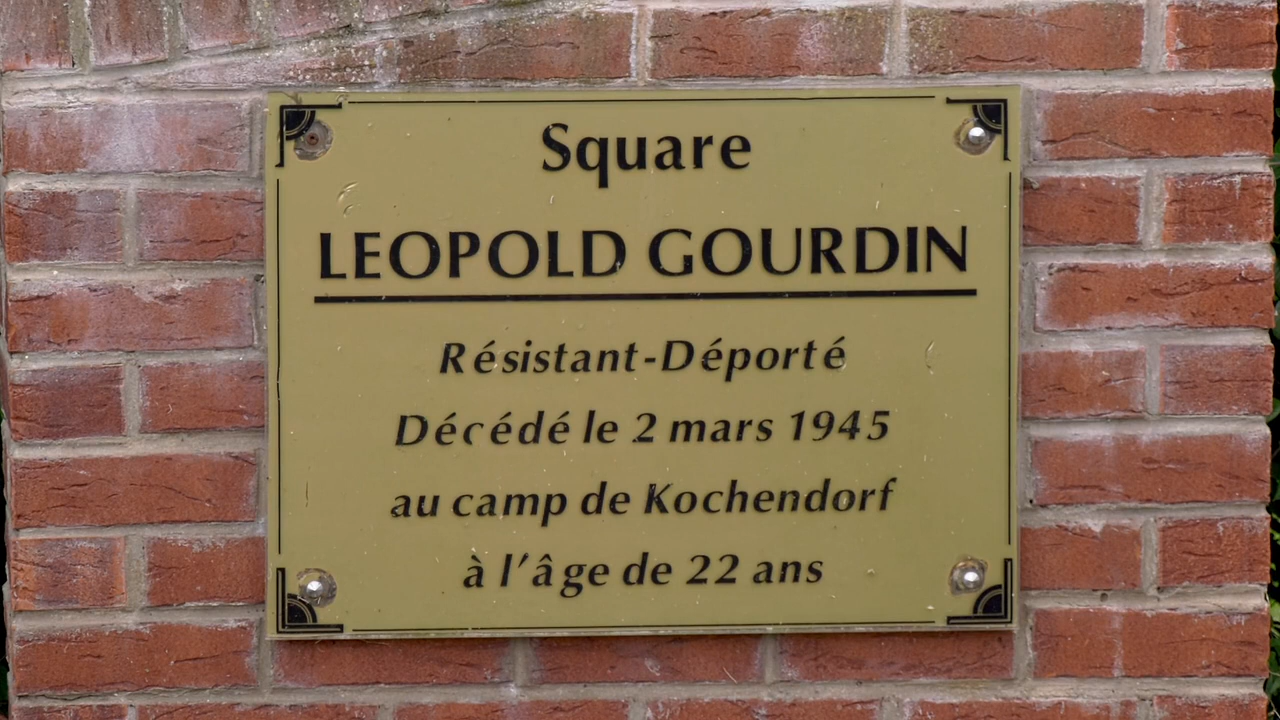 Square
LEOPOLD GOURDIN
Résistant-Déporté
Décédé le 2 mars 1945
au camp de Kochendorf
à l'âge de 22 ans